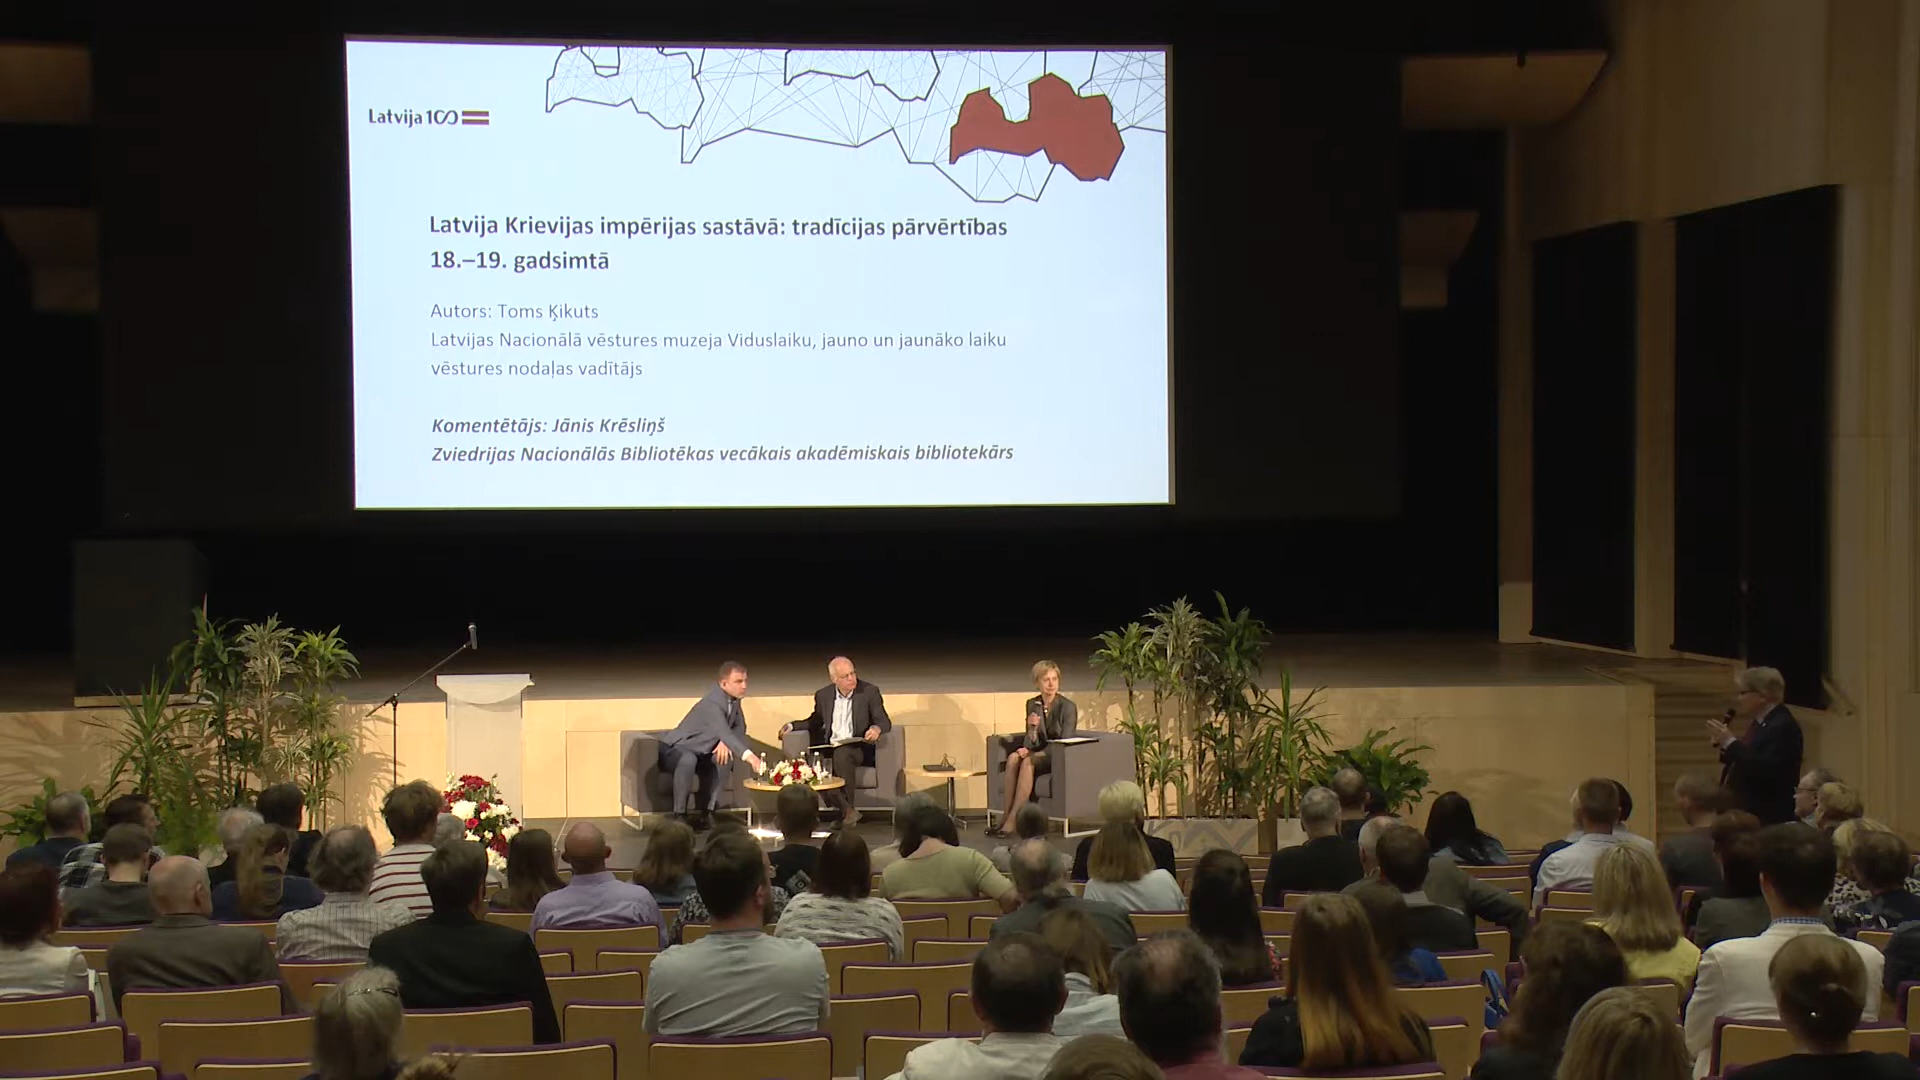 Latvija 100
Latvija Krievijas impērijas sastāvā: tradīcijas pārvērtības
18.–19. gadsimtā
Autors: Toms Ķikuts
Latvijas Nacionālā vēstures muzeja Viduslaiku, jauno un jaunāko laiku
vēstures nodaļas vadītājs
Komentētājs: Jānis Krēsliņš
Zviedrijas Nacionālās Bibliotēkas vecākais akadēmiskais bibliotekārs